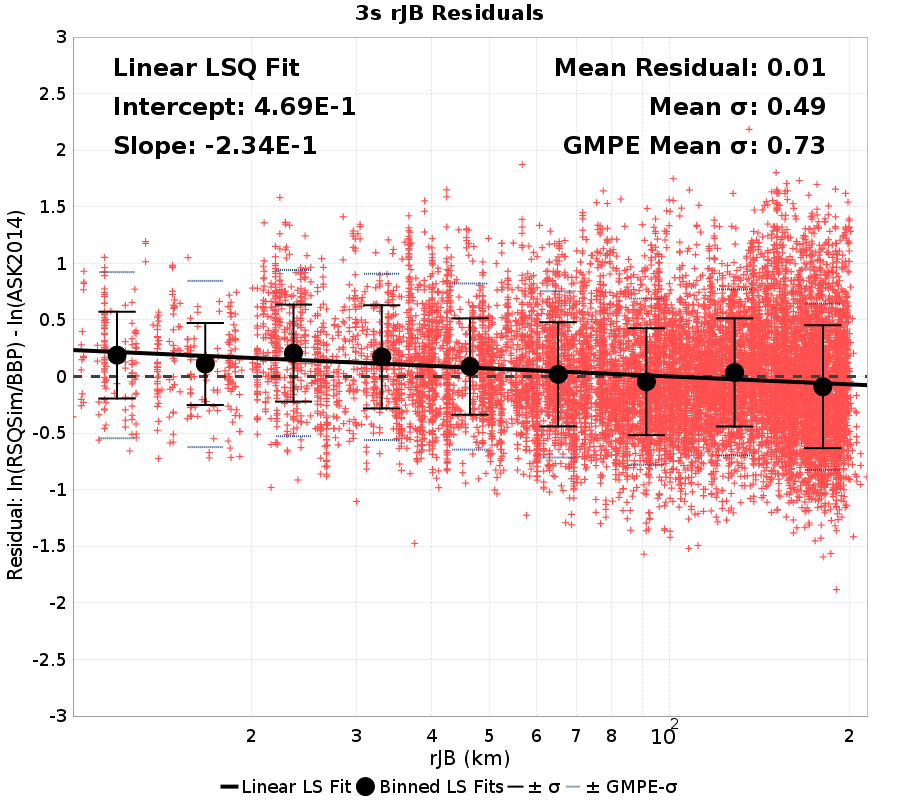 3s rJB Residuals
Linear LSQ Fit
Intercept: 4.69E-1
Slope: -2.34E-1
Mean Residual: 0.01
Mean σ: 0.49
GMPE Mean σ: 0.73
Residual: ln(RSQSim/BBP) - ln(ASK2014)
3
2.5
2
1.5
1
0.5
0
-0.5
-1
-1.5
-2
-2.5
-3
2 3 4 5 6 7 8 10² 2
rJB (km)
Linear LS Fit Binned LS Fits ± σ ± GMPE-σ